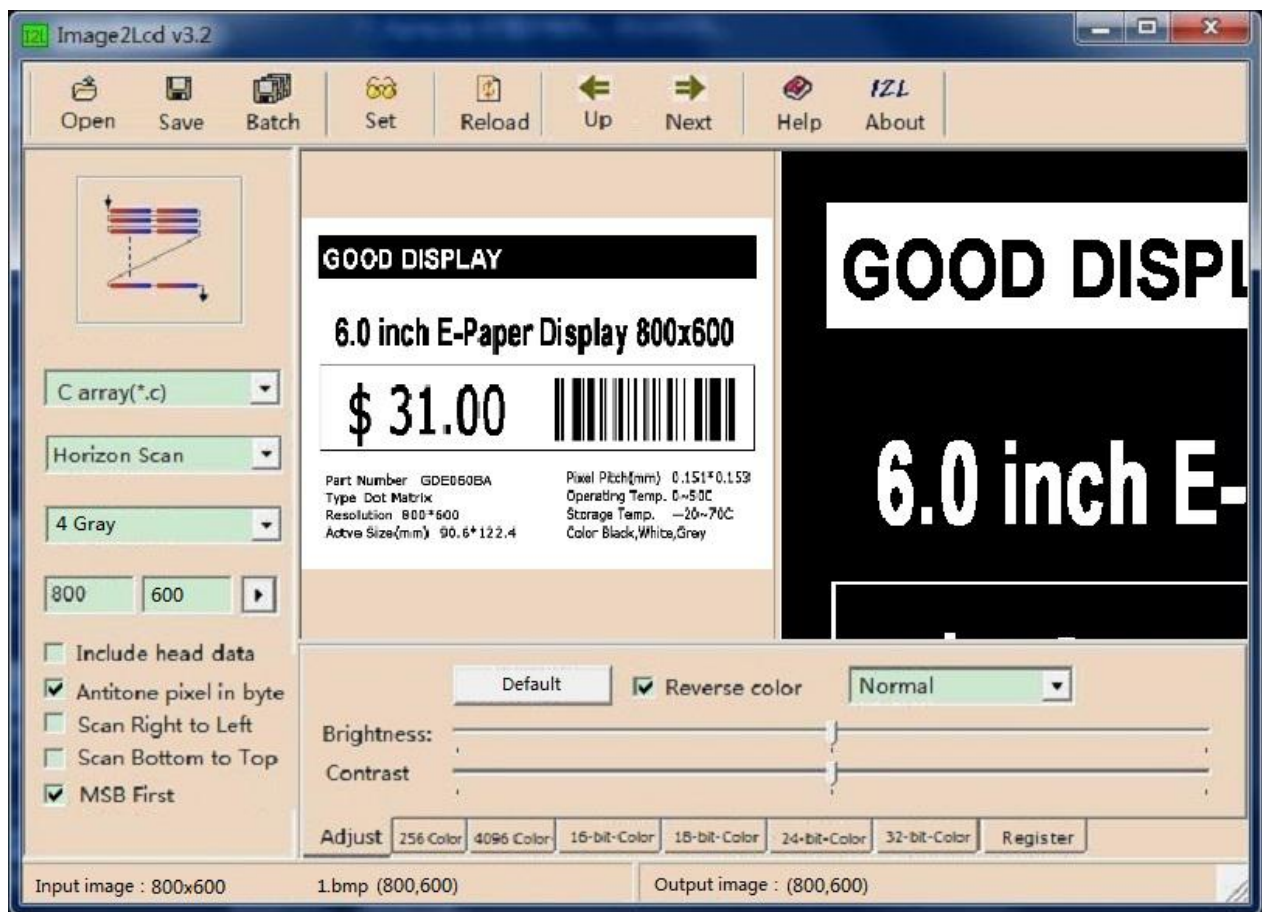 I2L Image2Lcd v3.2
Open Save Batch Set Reload Up Next Help I2L About
GOOD DISPLAY
6.0 inch E-Paper Display 800x600
$ 31.00
Part Number GDE060BA
Type Dot Matrix
Resolution 800*600
Actve Size(mm) 90.6*122.4
Pixel Pitch(mm) 0.151*0.153
Operating Temp. 0~50C
Storage Temp. —20~70C
Color Black,White,Grey
GOOD DISPL
6.0 inch E-
C array(*.c)
Horizon Scan
4 Gray
800 600
Include head data
Antitone pixel in byte
Scan Right to Left
Scan Bottom to Top
MSB First
Default Reverse color Normal
Brightness:
Contrast
Adjust 256 Color 4096 Color 16-bit-Color 18-bit-Color 24-bit-Color 32-bit-Color Register
Input image : 800x600 1.bmp (800,600) Output image : (800,600)